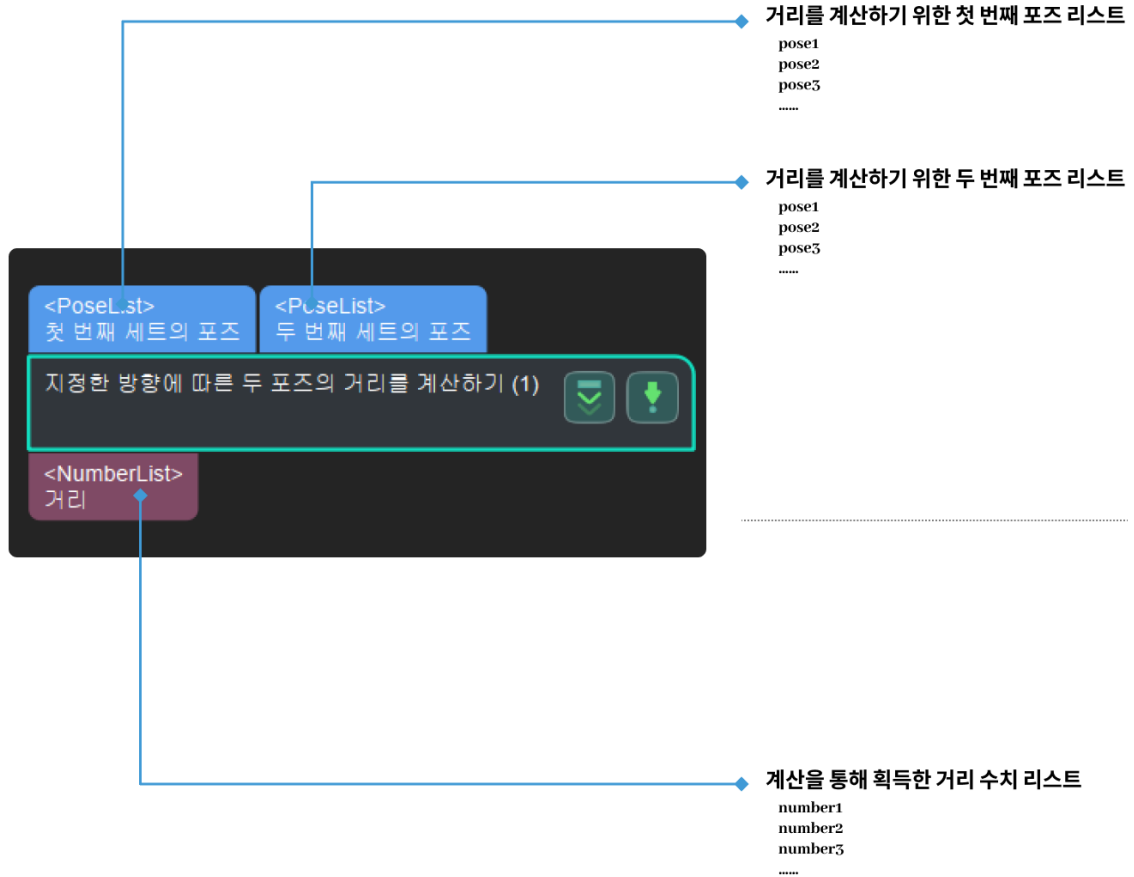 거리를 계산하기 위한 첫 번째 포즈 리스트
pose1
pose2
pose3
......
거리를 계산하기 위한 두 번째 포즈 리스트
pose1
pose2
pose3
......
<PoseList>
첫 번째 세트의 포즈
<PoseList>
두 번째 세트의 포즈
지정한 방향에 따른 두 포즈의 거리를 계산하기 (1)
<NumberList>
거리
계산을 통해 획득한 거리 수치 리스트
number1
number2
number3
......